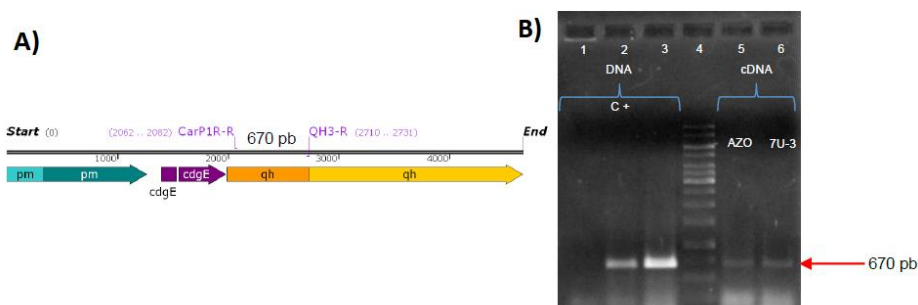 A)
Start (0) (2062 .. 2082) CarP1R-R 670 pb QH3-R (2710 .. 2731) End
1000 2000 3000 4000
pm pm cdgE cdgE qh qh
B)
1 2 3 4 5 6
DNA cDNA
C +
AZO 7U-3
670 pb